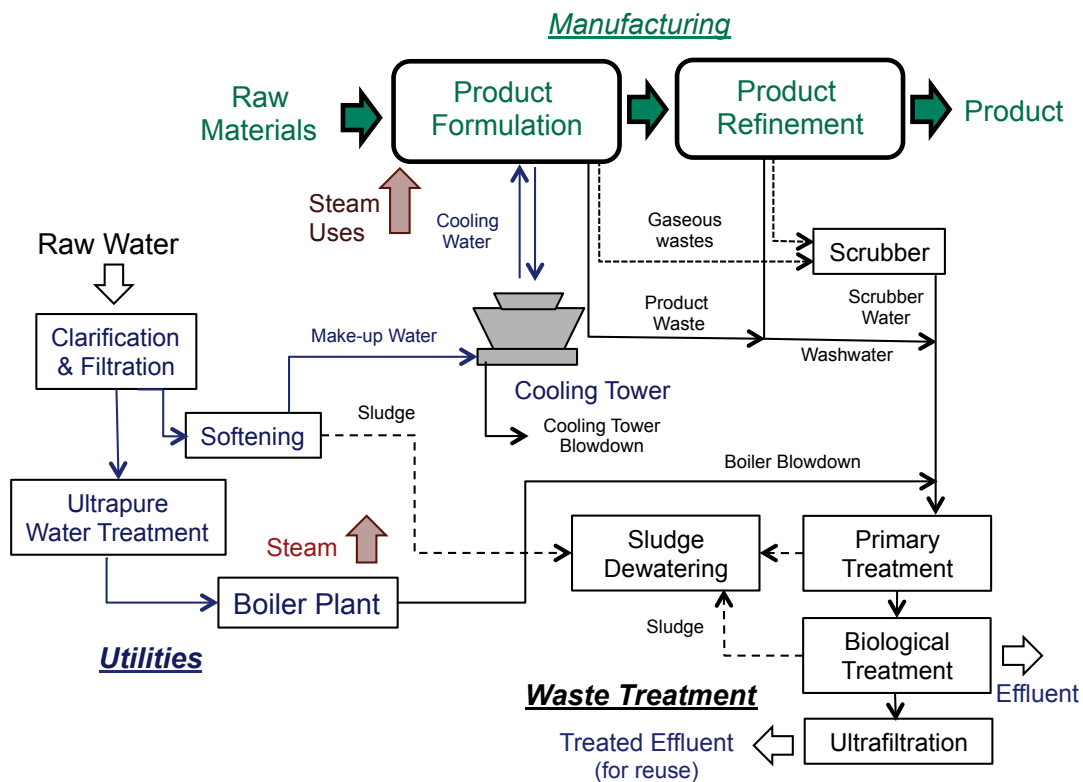 Manufacturing
Raw
Materials
Product
Formulation
Product
Refinement
Product
Steam
Uses
Cooling
Water
Gaseous
wastes
Scrubber
Raw Water
Clarification
& Filtration
Make-up Water
Product
Waste
Scrubber
Water
Washwater
Cooling Tower
Softening
Sludge
Cooling Tower
Blowdown
Boiler Blowdown
Ultrapure
Water Treatment
Steam
Sludge
Dewatering
Primary
Treatment
Boiler Plant
Sludge
Biological
Treatment
Utilities
Effluent
Waste Treatment
Treated Effluent
(for reuse)
Ultrafiltration